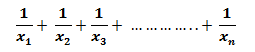 1/x₁ + 1/x₂ + 1/x₃ + … … … … . . + 1/xₙ